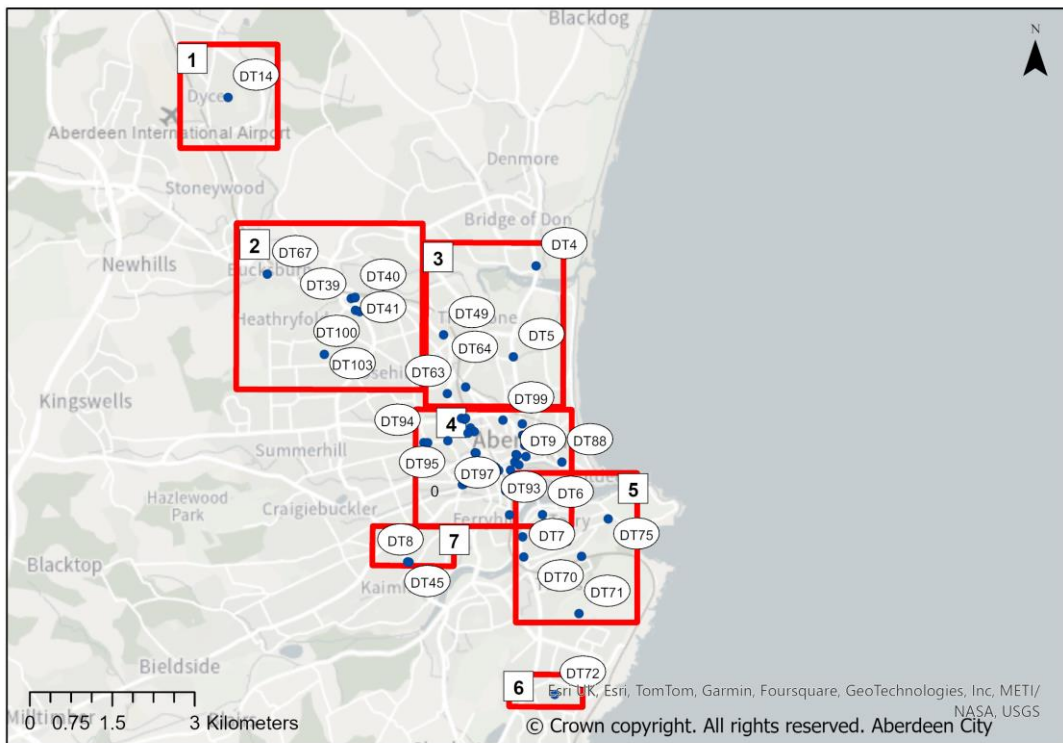 Blackdog
N
1
DT14
Dyce
Aberdeen International Airport
Denmore
Stoneywood
Bridge of Don
DT4
2
DT67
3
Newhills
Bucksburn
DT39
DT40
DT41
DT49
Heathryfold
DT100
DT64
DT5
DT103
DT63
Kingswells
DT99
DT94
4
Aber
DT9
DT88
Summerhill
DT95
DT97
5
Hazlewood
Park
0
DT93
DT6
Craigiebuckler
Ferryhill
DT8
7
DT7
DT75
Blacktop
DT45
DT70
DT71
Bieldside
DT72
6
Milltimber
0 0.75 1.5 3 Kilometers
Esri UK, Esri, TomTom, Garmin, Foursquare, GeoTechnologies, Inc, METI/
NASA, USGS
© Crown copyright. All rights reserved. Aberdeen City